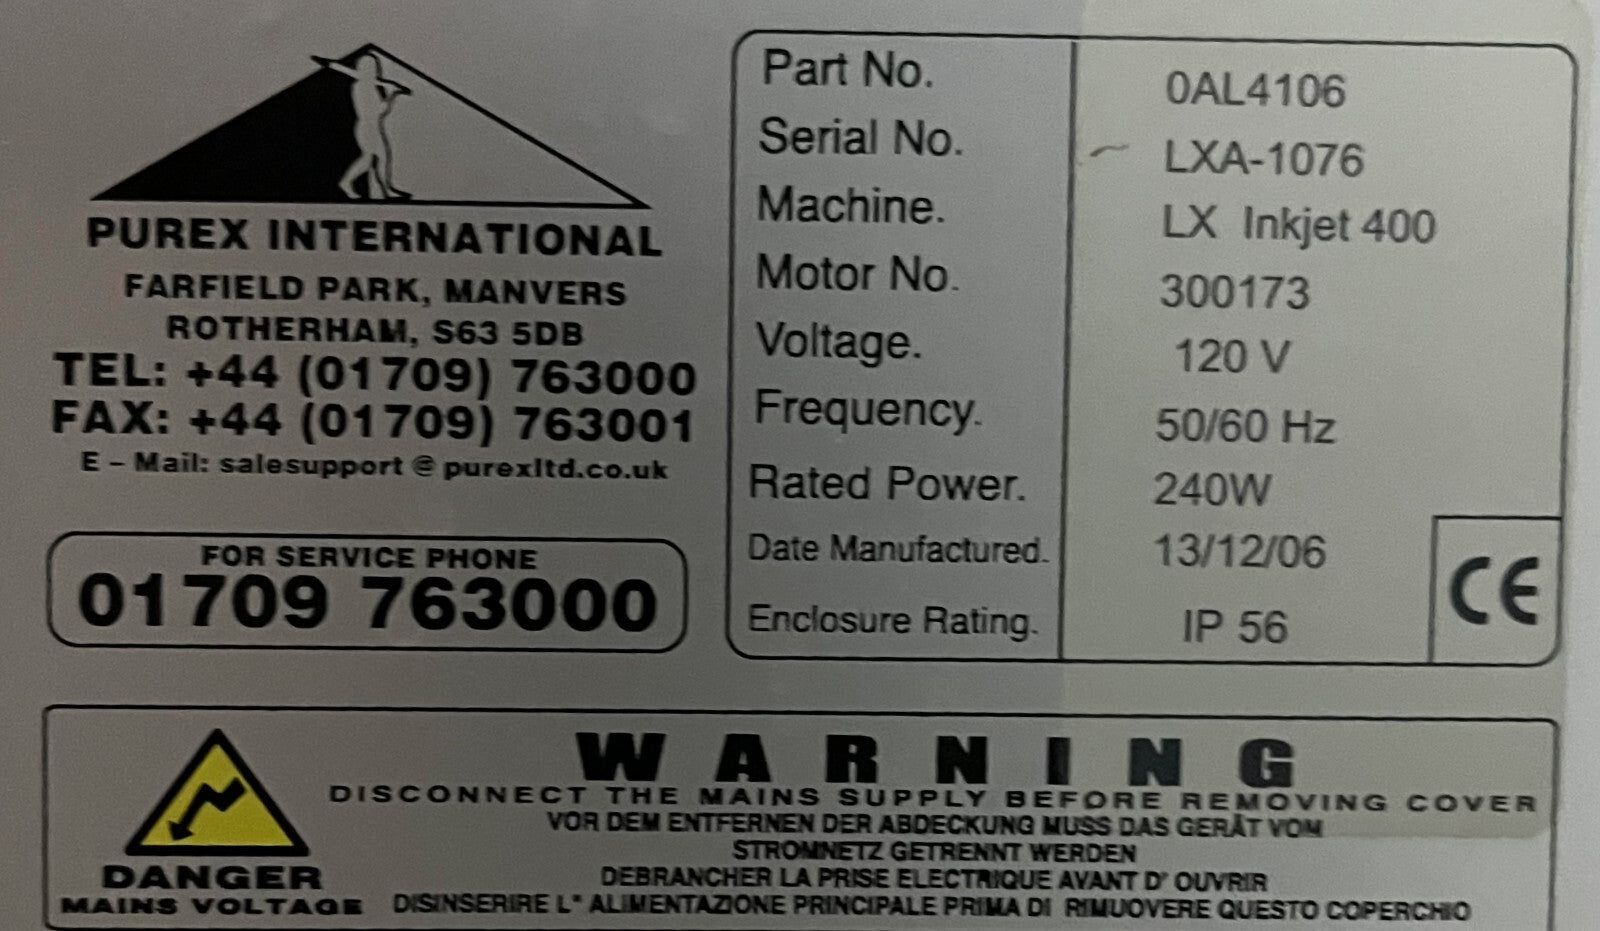 PUREX INTERNATIONAL
FARFIELD PARK, MANVERS
ROTHERHAM, S63 5DB
TEL: +44 (01709) 763000
FAX: +44 (01709) 763001
E – Mail: salesupport @ purexltd.co.uk
FOR SERVICE PHONE
01709 763000
Part No. 0AL4106
Serial No. LXA-1076
Machine. LX Inkjet 400
Motor No. 300173
Voltage. 120 V
Frequency. 50/60 Hz
Rated Power. 240W
Date Manufactured. 13/12/06
Enclosure Rating. IP 56
CE
WARNING
DISCONNECT THE MAINS SUPPLY BEFORE REMOVING COVER
VOR DEM ENTFERNEN DER ABDECKUNG MUSS DAS GERÄT VOM
STROMNETZ GETRENNT WERDEN
DEBRANCHER LA PRISE ELECTRIQUE AVANT D' OUVRIR
DISINSERIRE L" ALIMENTAZIONE PRINCIPALE PRIMA DI RIMUOVERE QUESTO COPERCHIO
DANGER
MAINS VOLTAGE